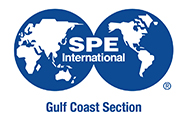 SPE
International
®
Gulf Coast Section